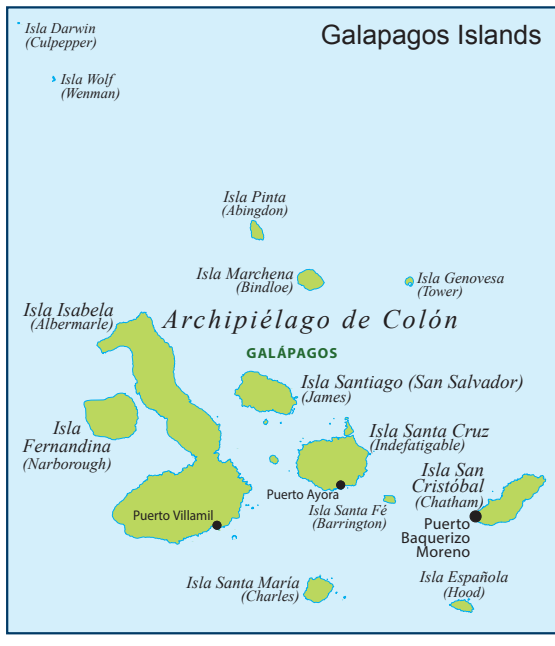 Isla Darwin
(Culpepper)
Galapagos Islands
Isla Wolf
(Wenman)
Isla Pinta
(Abingdon)
Isla Marchena
(Bindloe)
Isla Genovesa
(Tower)
Isla Isabela
(Albermarle)
Archipiélago de Colón
GALÁPAGOS
Isla Santiago (San Salvador)
(James)
Isla
Fernandina
(Narborough)
Isla Santa Cruz
(Indefatigable)
Isla San
Cristóbal
(Chatham)
Puerto Ayora
Isla Santa Fé
(Barrington)
Puerto Villamil
Puerto
Baquerizo
Moreno
Isla Santa María
(Charles)
Isla Española
(Hood)